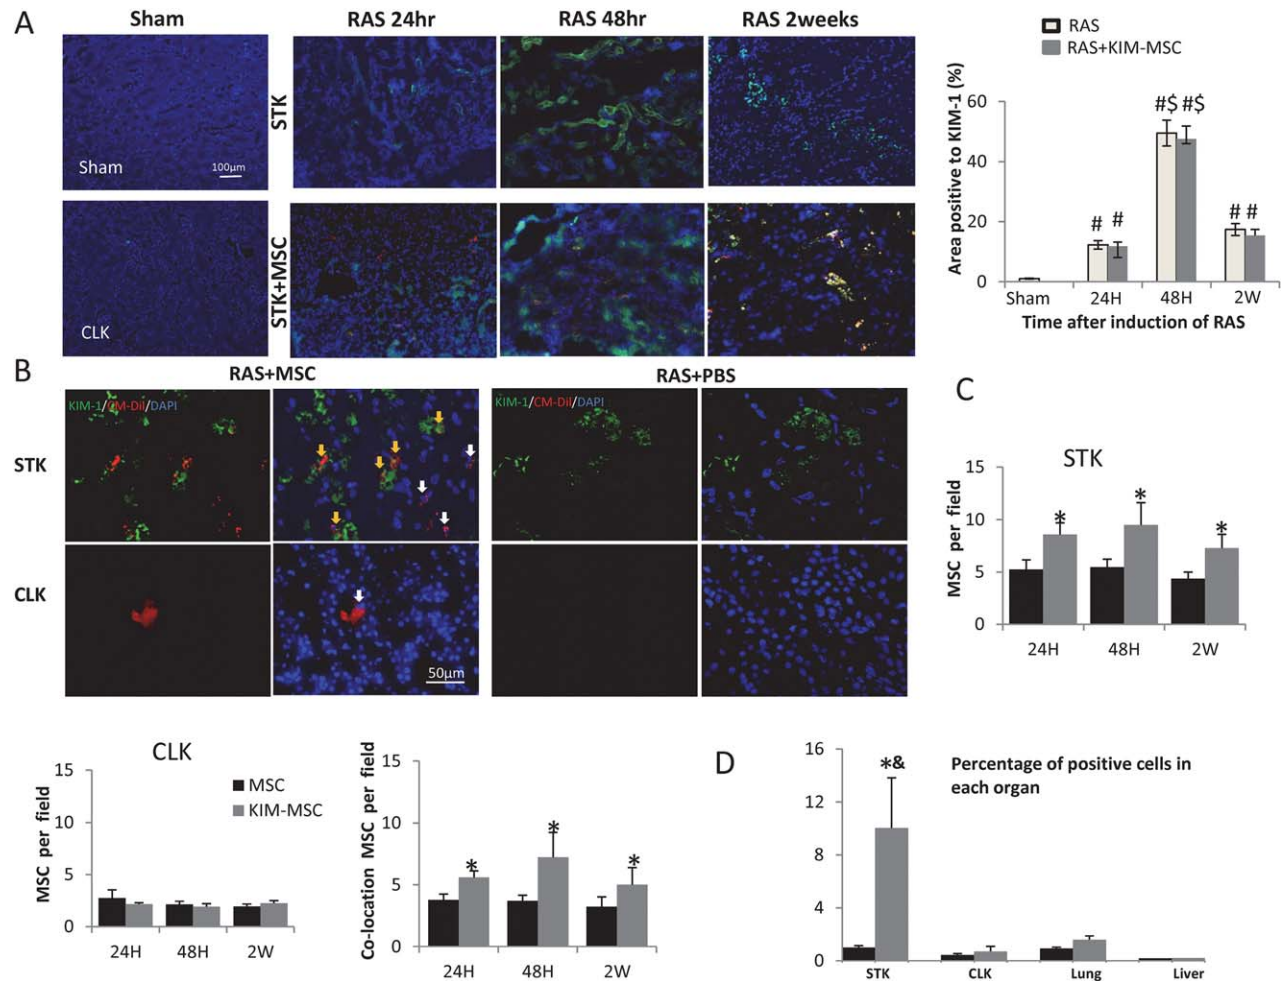 A
Sham
RAS 24hr
RAS 48hr
RAS 2weeks
STK
Sham
100µm
STK+MSC
CLK
RAS
RAS+KIM-MSC
Area positive to KIM-1 (%)
60
40
20
0
# #
#$ #$
# #
Sham 24H 48H 2W
Time after induction of RAS
B
RAS+MSC
RAS+PBS
KIM-1/CM-DiI/DAPI
KIM-1/CM-DiI/DAPI
STK
CLK
50µm
C
STK
MSC per field
15
10
5
0
* * *
24H 48H 2W
CLK
MSC per field
15
10
5
0
MSC
KIM-MSC
24H 48H 2W
Co-location MSC per field
15
10
5
0
* * *
24H 48H 2W
D
Percentage of positive cells in
each organ
16
12
8
4
0
*&
STK CLK Lung Liver